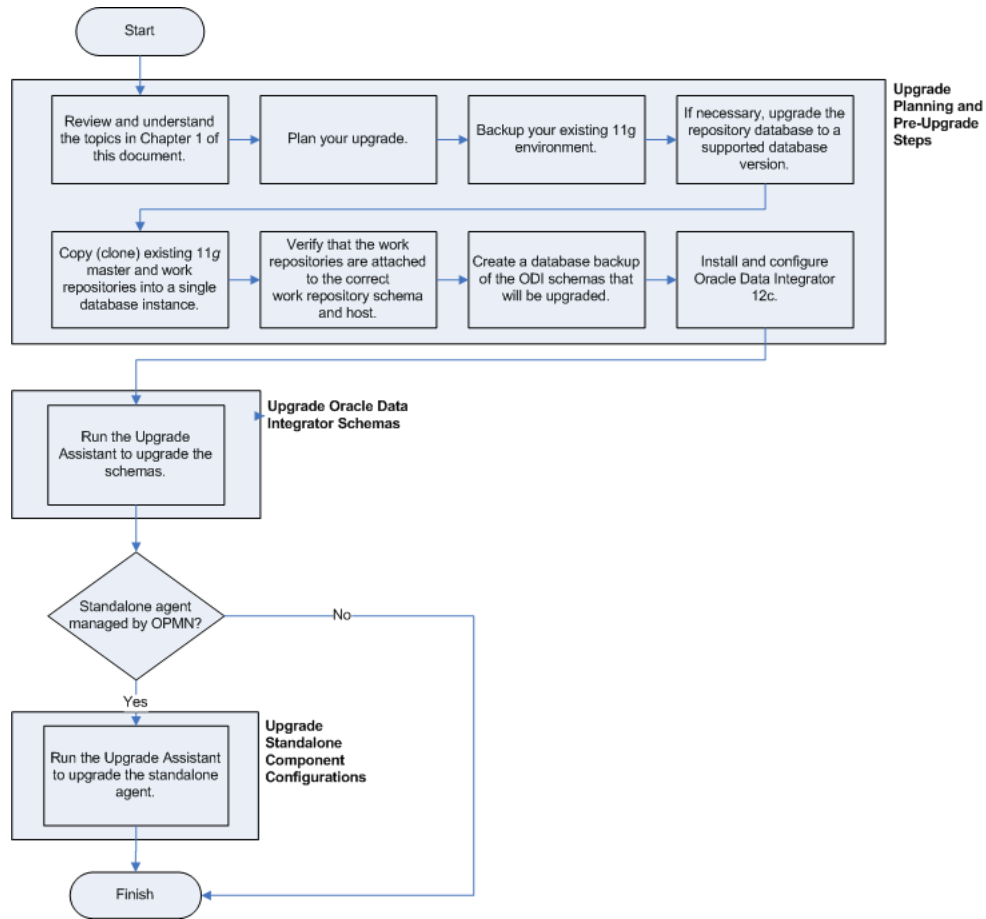 Start
Upgrade
Planning and
Pre-Upgrade
Steps
Review and understand
the topics in Chapter 1 of
this document.
Plan your upgrade.
Backup your existing 11g
environment.
If necessary, upgrade the
repository database to a
supported database
version.
Copy (clone) existing 11g
master and work
repositories into a single
database instance.
Verify that the work
repositories are attached
to the correct
work repository schema
and host.
Create a database backup
of the ODI schemas that
will be upgraded.
Install and configure
Oracle Data Integrator
12c.
Upgrade Oracle Data
Integrator Schemas
Run the Upgrade
Assistant to upgrade the
schemas.
Standalone agent
managed by OPMN?
No
Yes
Upgrade
Standalone
Component
Configurations
Run the Upgrade Assistant
to upgrade the standalone
agent.
Finish